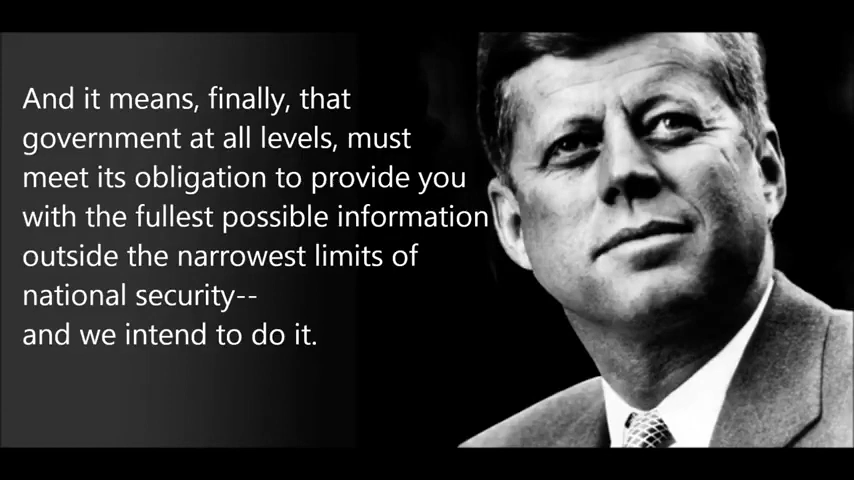 And it means, finally, that
government at all levels, must
meet its obligation to provide you
with the fullest possible information
outside the narrowest limits of
national security--
and we intend to do it.